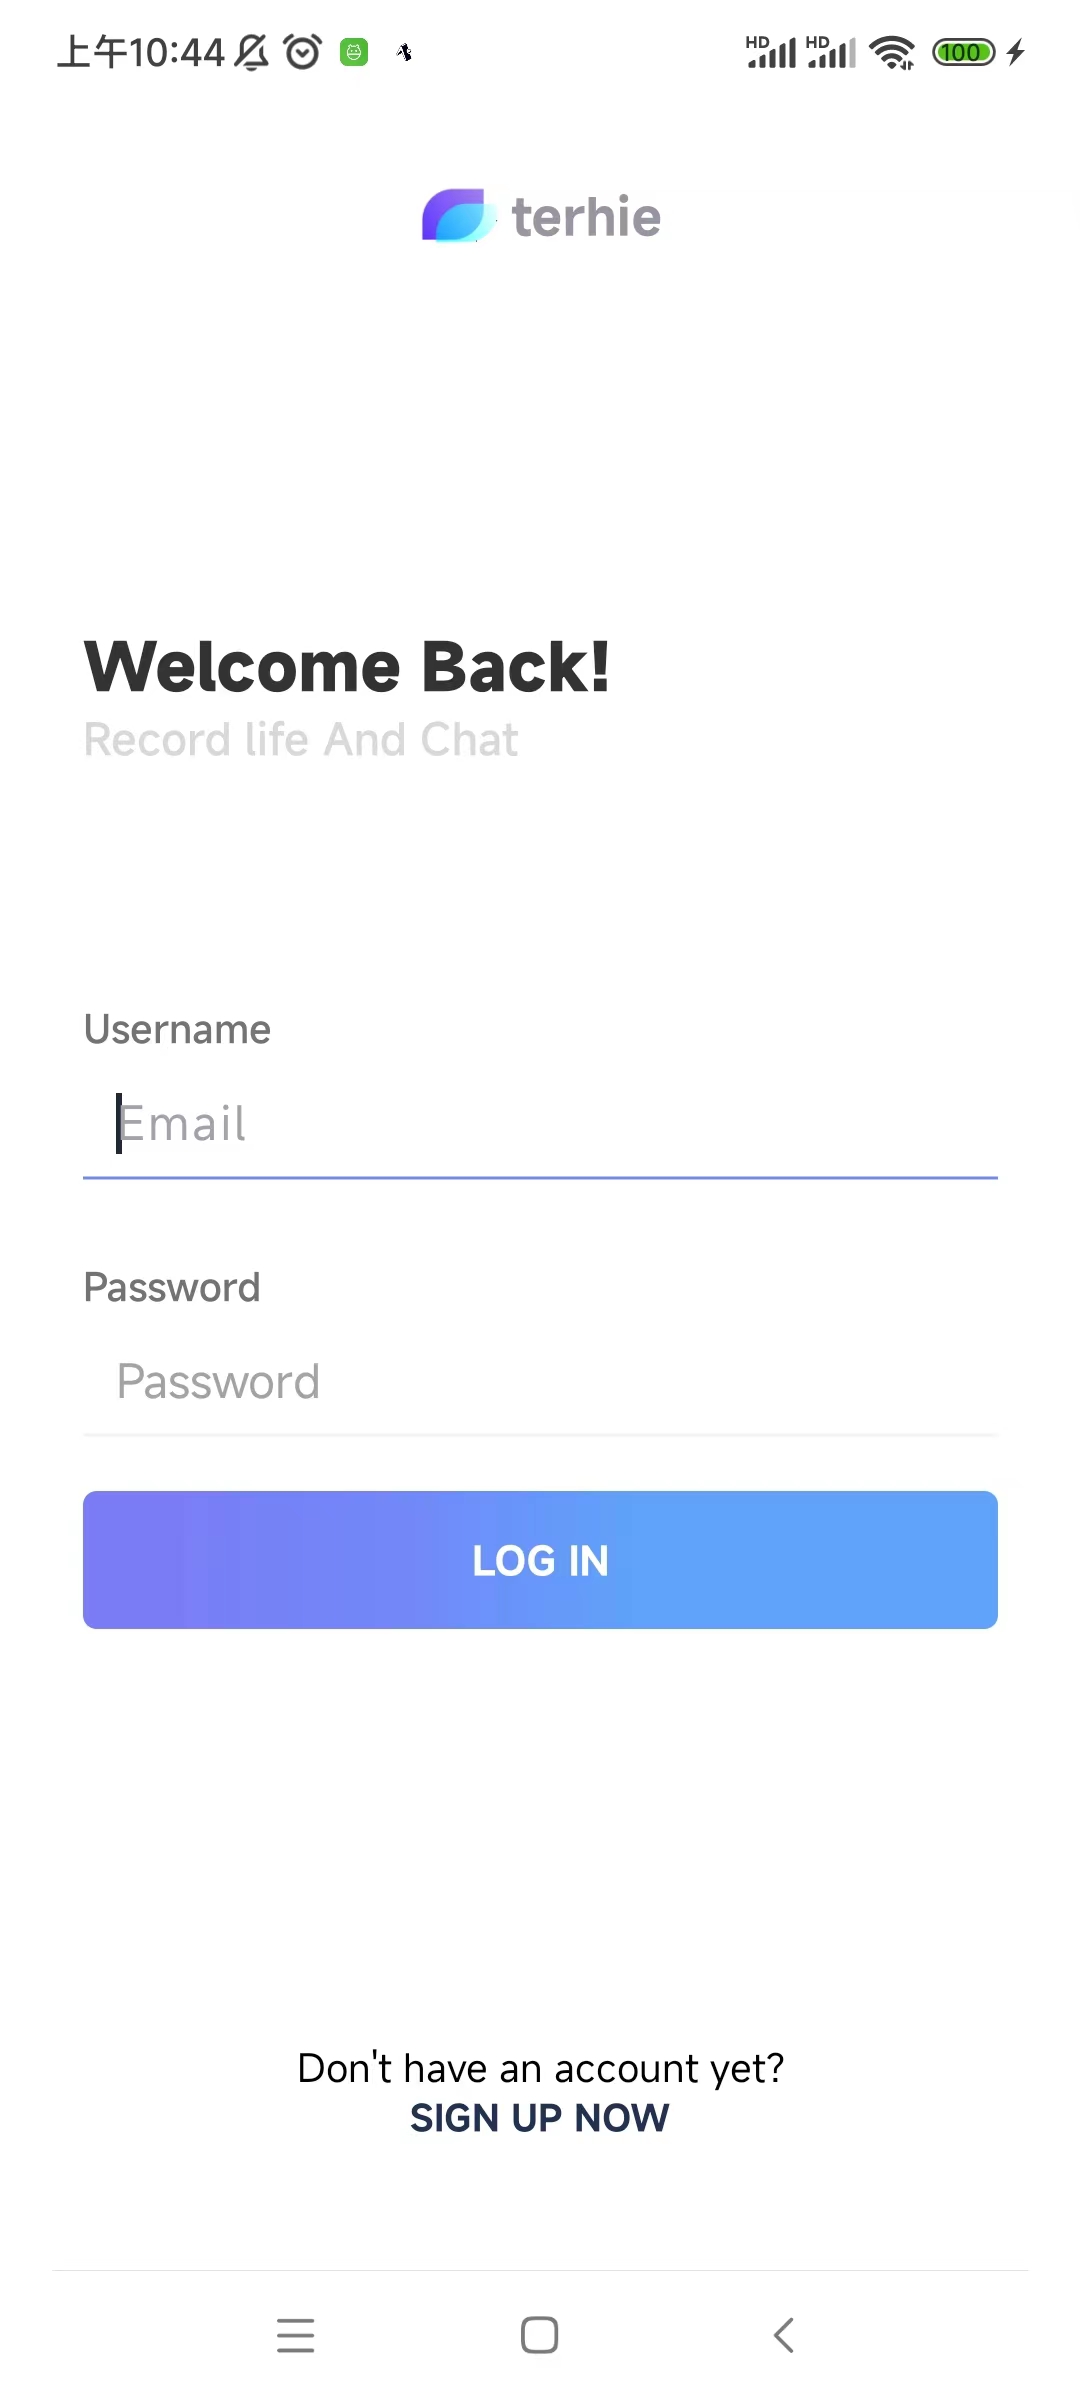 上午10:44 HD HD 100
terhie
Welcome Back!
Record life And Chat
Username
Email
Password
Password
LOG IN
Don't have an account yet?
SIGN UP NOW